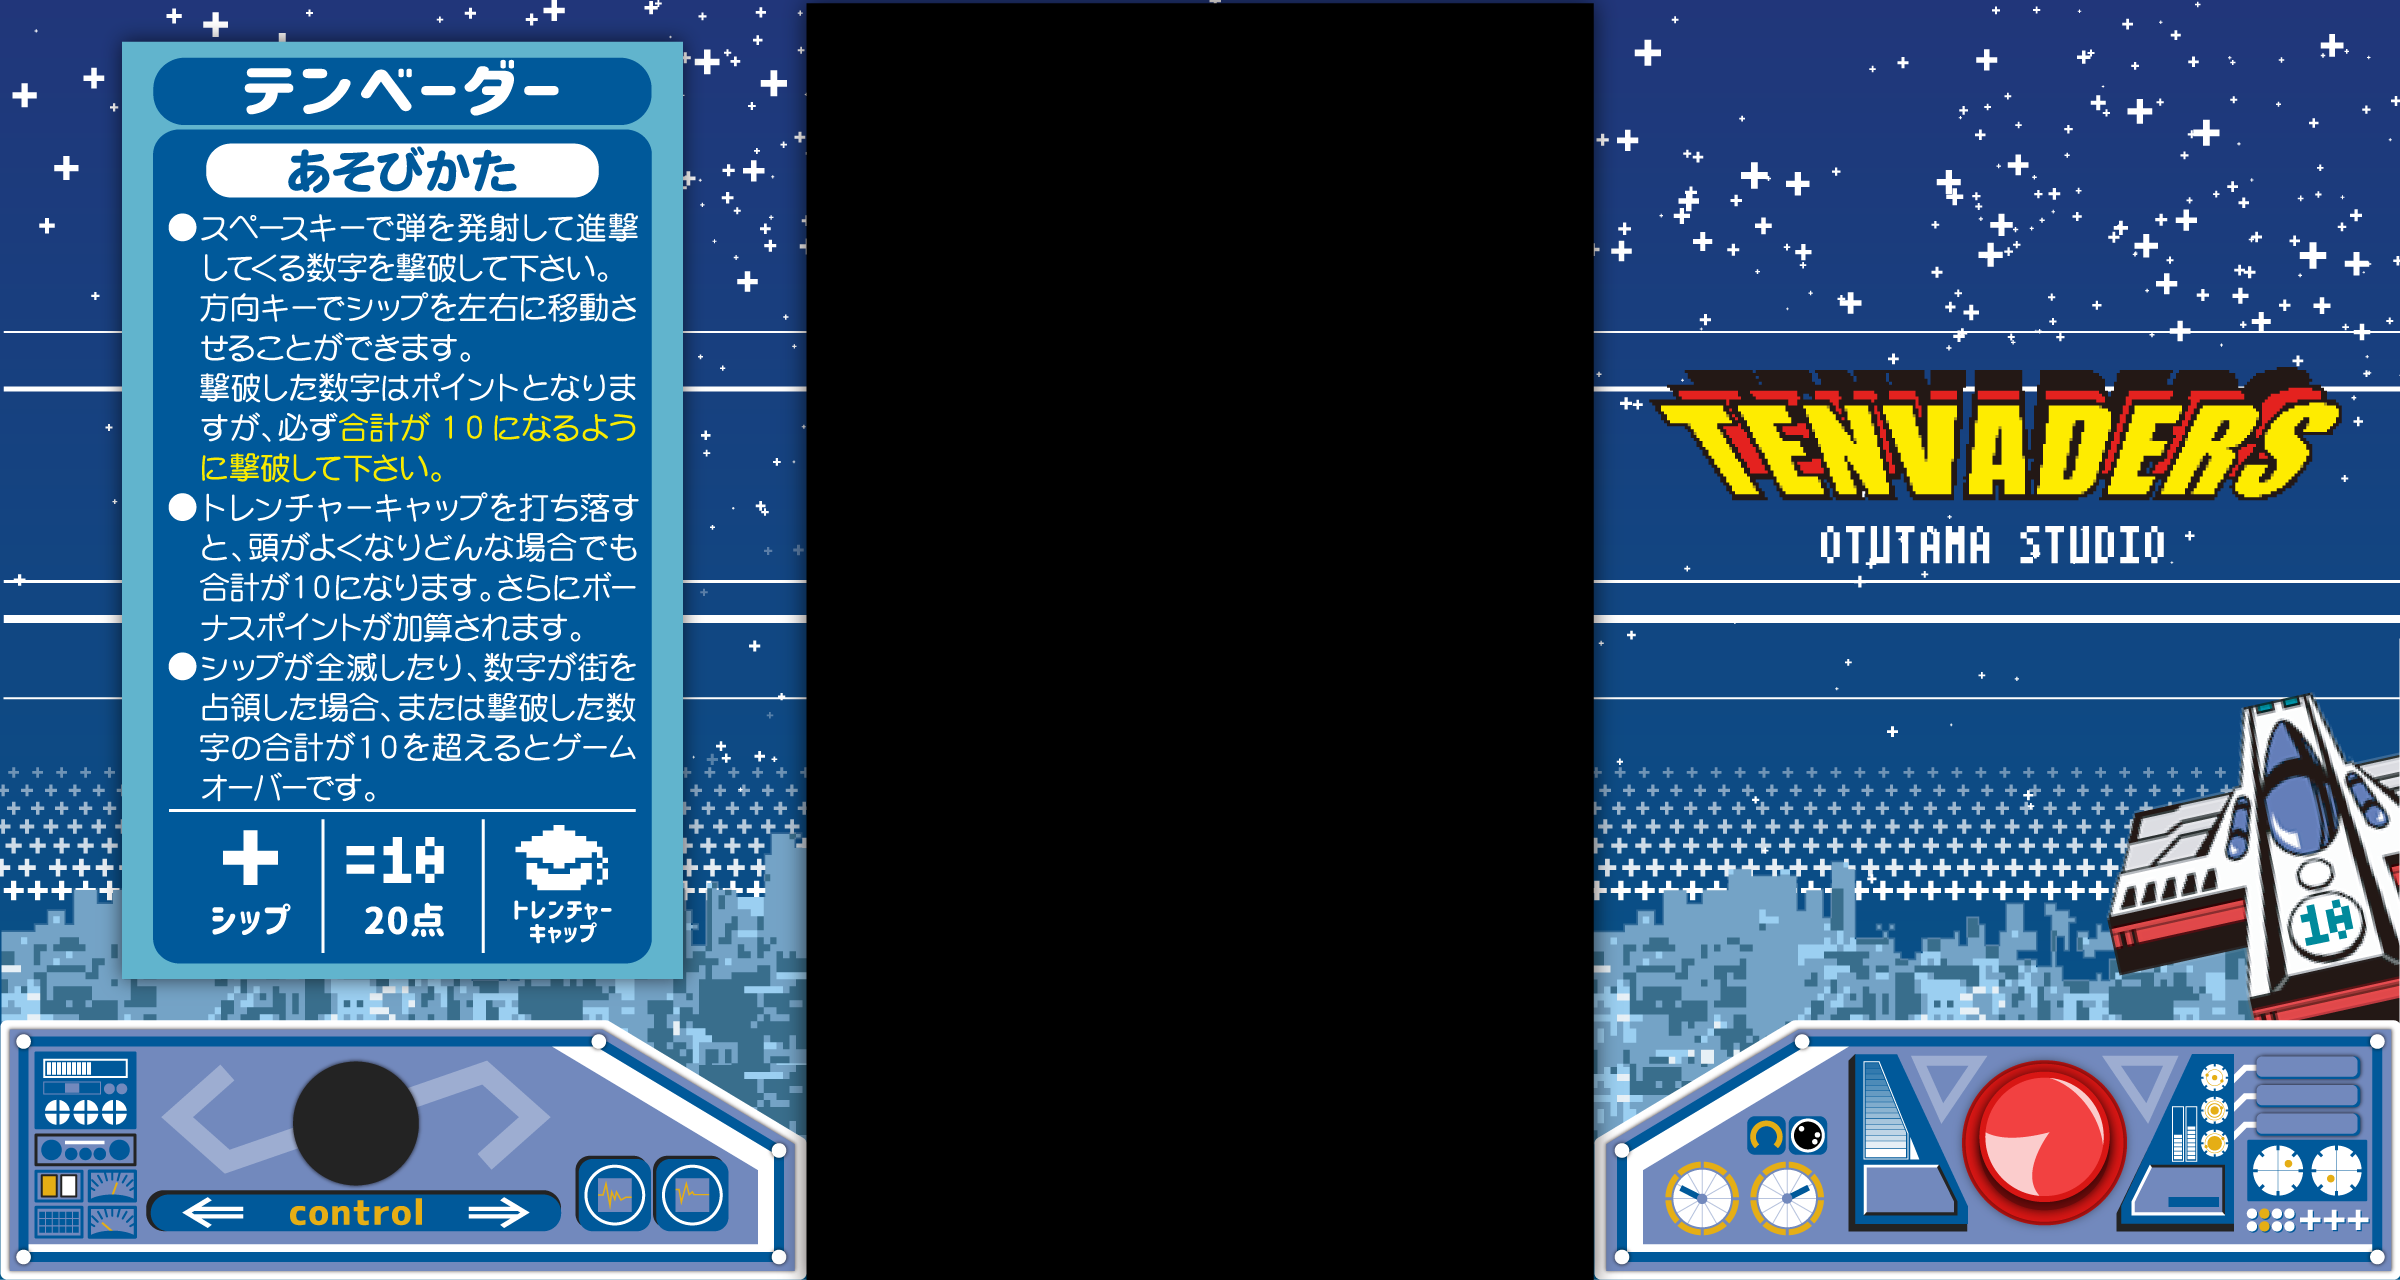 テンベーダー
あそびかた
●スペースキーで弾を発射して進撃
してくる数字を撃破して下さい。
方向キーでシップを左右に移動さ
せることができます。
撃破した数字はポイントとなりま
すが、必ず合計が10になるよう
に撃破して下さい。
●トレンチャーキャップを打ち落す
と、頭がよくなりどんな場合でも
合計が10になります。さらにボー
ナスポイントが加算されます。
●シップが全滅したり、数字が街を
占領した場合、または撃破した数
字の合計が10を超えるとゲーム
オーバーです。
シップ
=10
20点
トレンチャー
キャップ
control
TENVADERS
OTUTAMA STUDIO
10